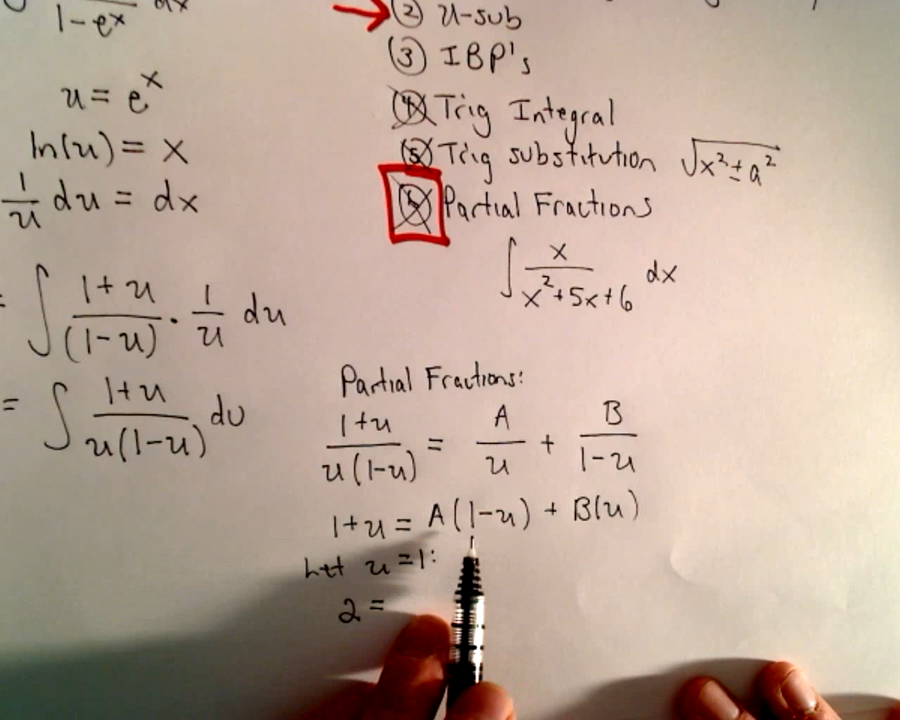 1-eˣ dx
u = eˣ
ln(u) = x
1/u du = dx
= ∫ 1+u/(1-u) · 1/u du
= ∫ 1+u/u(1-u) du
② u-sub
③ IBP's
④ Trig Integral
⑤ Trig substitution √x²±a²
Partial Fractions
∫ x/x²+5x+6 dx
Partial Fractions:
1+u/u(1-u) = A/u + B/1-u
1+u = A(1-u) + B(u)
Let u=1:
2 =